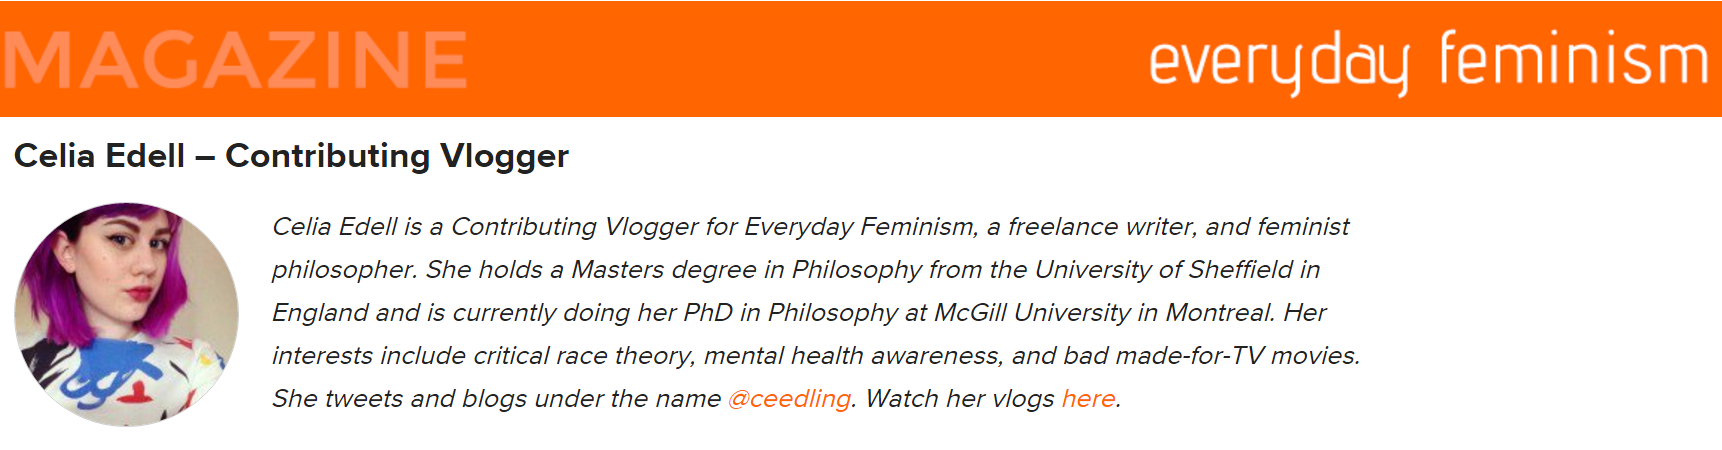 MAGAZINE
everyday feminism
Celia Edell – Contributing Vlogger
Celia Edell is a Contributing Vlogger for Everyday Feminism, a freelance writer, and feminist
philosopher. She holds a Masters degree in Philosophy from the University of Sheffield in
England and is currently doing her PhD in Philosophy at McGill University in Montreal. Her
interests include critical race theory, mental health awareness, and bad made-for-TV movies.
She tweets and blogs under the name @ceedling. Watch her vlogs here.